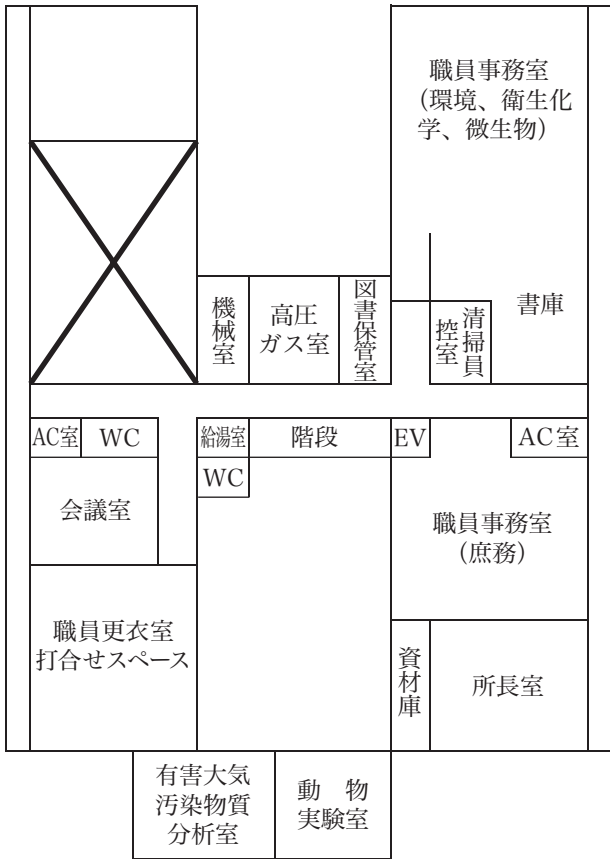 職員事務室
（環境、衛生化
学、微生物）
機械室
高圧
ガス室
図書保管室
清掃員
控室
書庫
AC室
WC
給湯室
階段
EV
AC室
WC
会議室
職員事務室
（庶務）
職員更衣室
打合せスペース
資材庫
所長室
有害大気
汚染物質
分析室
動　物
実験室